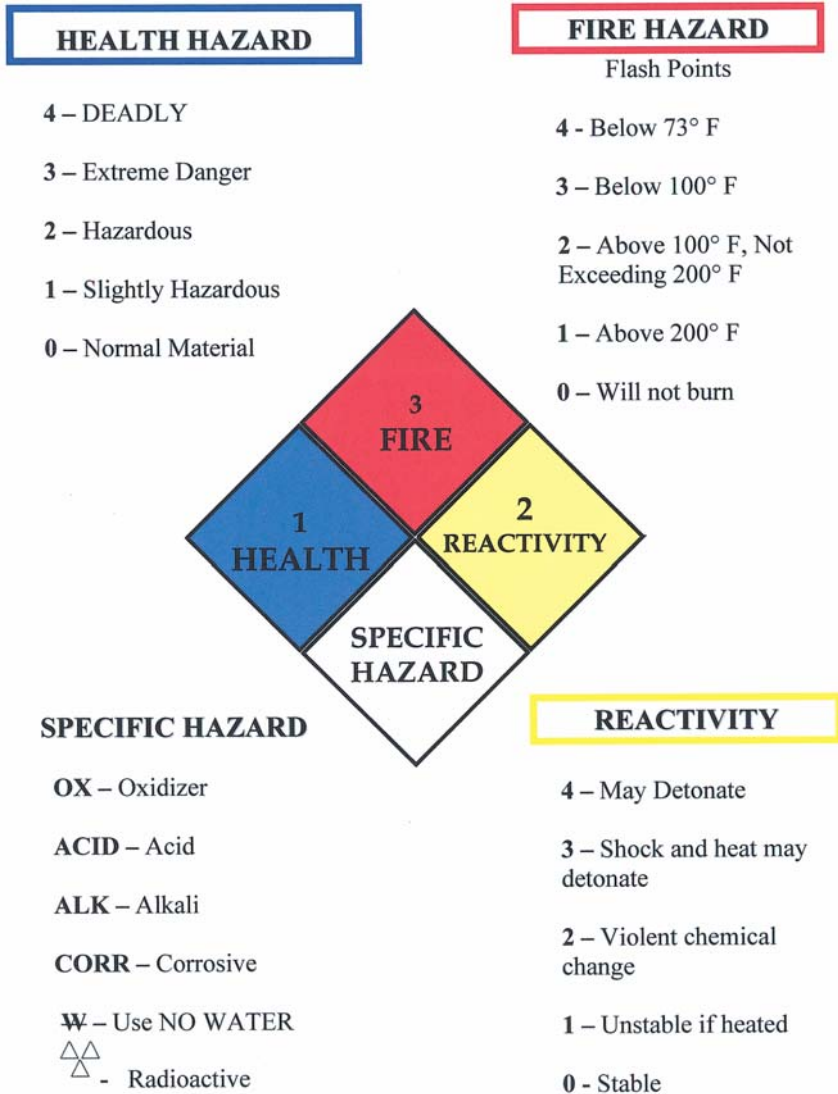 HEALTH HAZARD
4 – DEADLY
3 – Extreme Danger
2 – Hazardous
1 – Slightly Hazardous
0 – Normal Material
FIRE HAZARD
Flash Points
4 - Below 73° F
3 – Below 100° F
2 – Above 100° F, Not
Exceeding 200° F
1 – Above 200° F
0 – Will not burn
3
FIRE
1
HEALTH
2
REACTIVITY
SPECIFIC
HAZARD
SPECIFIC HAZARD
OX – Oxidizer
ACID – Acid
ALK – Alkali
CORR – Corrosive
W – Use NO WATER
- Radioactive
REACTIVITY
4 – May Detonate
3 – Shock and heat may
detonate
2 – Violent chemical
change
1 – Unstable if heated
0 - Stable